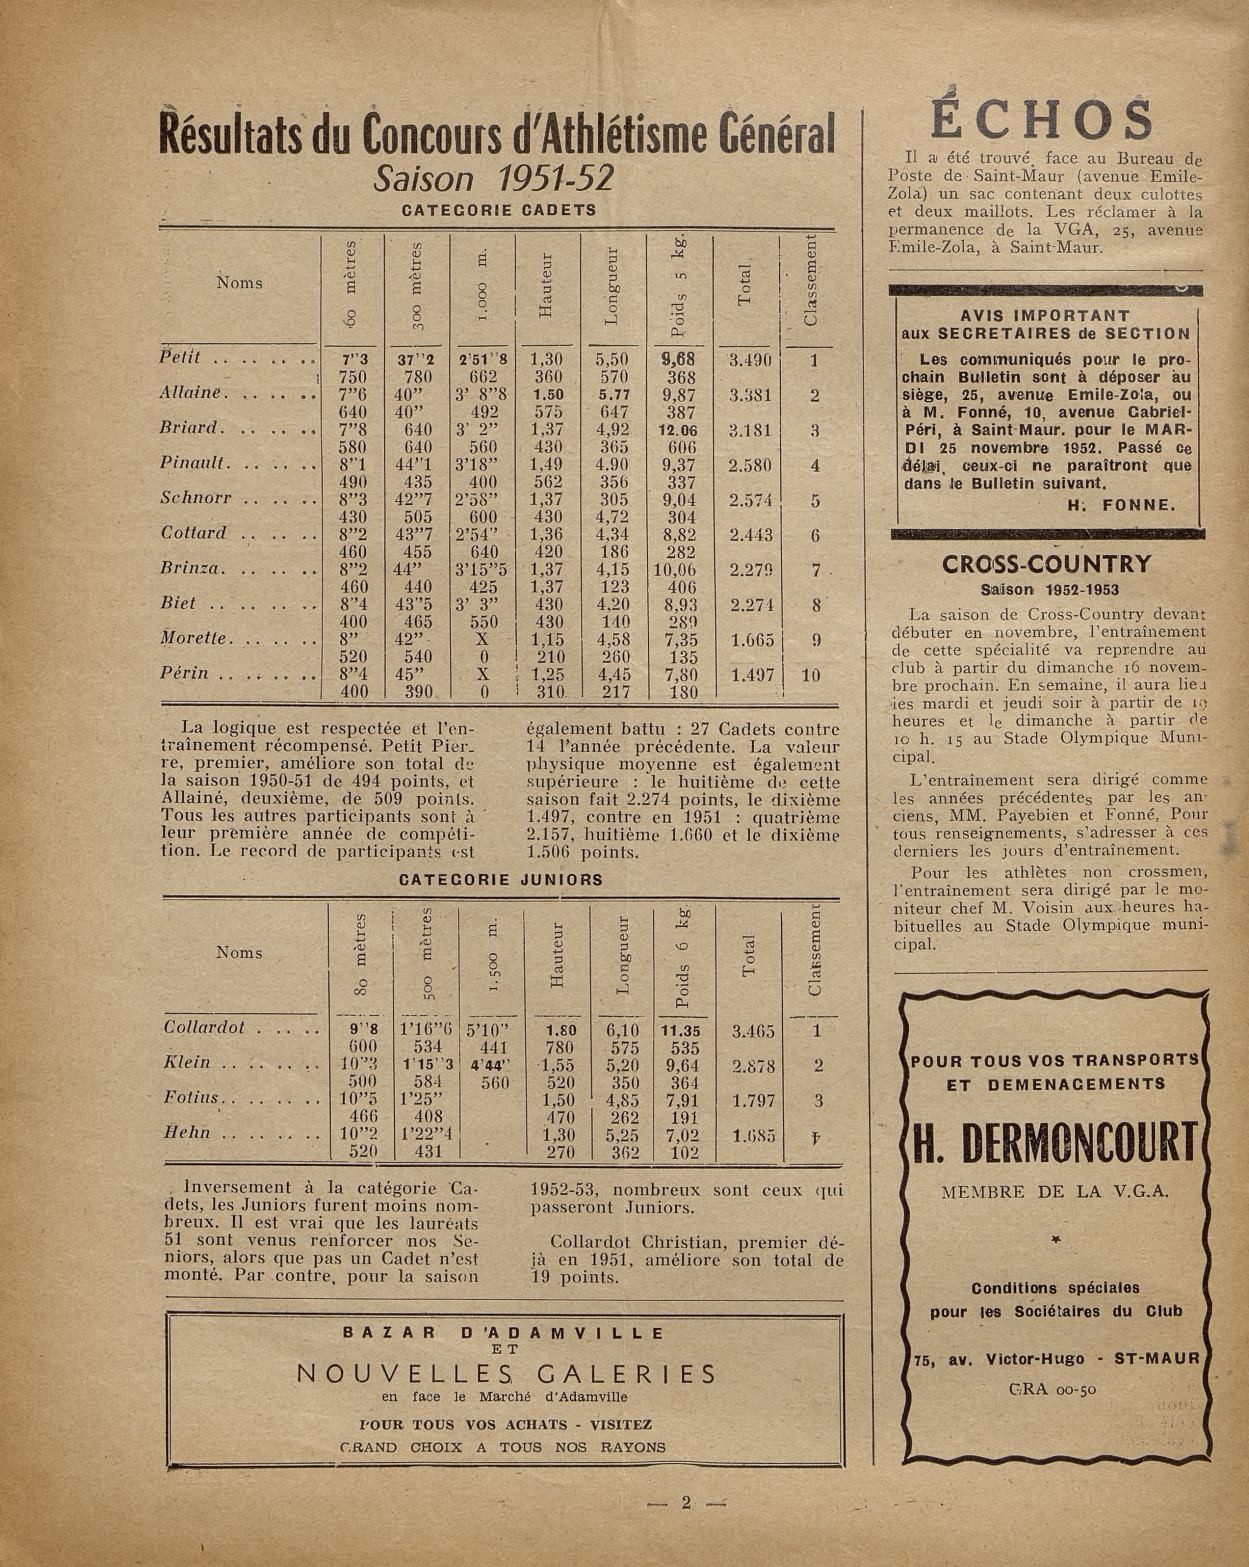 Résultats du Concours d'Athlétisme Général
Saison 1951-52
CATEGORIE CADETS
Noms 60 mètres 300 mètres 1.000 m. Hauteur Longueur Poids 5 kg. Total Classement
Petit . . . . . . . 7"3 37"2 2'51"8 1,30 5,50 9,68 3.490 1
750 780 662 360 570 368
Allainé. . . . . . . 7"6 40" 3' 8"8 1.50 5.77 9,87 3.381 2
640 40" 492 575 647 387
Briard. . . . . . . 7"8 640 3' 2" 1,37 4,92 12.06 3.181 3
580 640 560 430 365 606
Pinault. . . . . . 8"1 44"1 3'18" 1,49 4.90 9,37 2.580 4
490 435 400 562 356 337
Schnorr . . . . . 8"3 42"7 2'58" 1,37 305 9,04 2.574 5
430 505 600 430 4,72 304
Cottard . . . . . 8"2 43"7 2'54" 1,36 4,34 8,82 2.443 6
460 455 640 420 186 282
Brinza. . . . . . . 8"2 44" 3'15"5 1,37 4,15 10,06 2.279 7
460 440 425 1,37 123 406
Biet . . . . . . . 8"4 43"5 3' 3" 430 4,20 8,93 2.274 8
400 465 550 430 140 289
Morette. . . . . . 8" 42" X 1,15 4,58 7,35 1.665 9
520 540 0 210 260 135
Périn . . . . . . . 8"4 45" X 1,25 4,45 7,80 1.497 10
400 390 0 310 217 180
La logique est respectée et l'en-
traînement récompensé. Petit Pier-
re, premier, améliore son total de
la saison 1950-51 de 494 points, et
Allainé, deuxième, de 509 points.
Tous les autres participants sont à
leur première année de compéti-
tion. Le record de participants est
également battu : 27 Cadets contre
14 l'année précédente. La valeur
physique moyenne est également
supérieure : le huitième de cette
saison fait 2.274 points, le dixième
1.497, contre en 1951 : quatrième
2.157, huitième 1.660 et le dixième
1.506 points.
CATEGORIE JUNIORS
Noms 80 mètres 500 mètres 1.500 m. Hauteur Longueur Poids 6 kg. Total Classement
Collardot . . . . 9"8 1'16"6 5'10" 1.80 6,10 11.35 3.465 1
600 534 441 780 575 535
Klein . . . . . . . 10"3 1'15"3 4'44" 1,55 5,20 9,64 2.878 2
500 584 560 520 350 364
Fotius. . . . . . . 10"5 1'25" 1,50 4,85 7,91 1.797 3
466 408 470 262 191
Hehn . . . . . . . 10"2 1'22"4 1,30 5,25 7,02 1.685 4
520 431 270 362 102
Inversement à la catégorie Ca-
dets, les Juniors furent moins nom-
breux. Il est vrai que les lauréats
51 sont venus renforcer nos Se-
niors, alors que pas un Cadet n'est
monté. Par contre, pour la saison
1952-53, nombreux sont ceux qui
passeront Juniors.
Collardot Christian, premier dé-
jà en 1951, améliore son total de
19 points.
BAZAR D'ADAMVILLE
ET
NOUVELLES GALERIES
en face le Marché d'Adamville
POUR TOUS VOS ACHATS - VISITEZ
GRAND CHOIX A TOUS NOS RAYONS
ÉCHOS
Il a été trouvé, face au Bureau de
Poste de Saint-Maur (avenue Emile-
Zola) un sac contenant deux culottes
et deux maillots. Les réclamer à la
permanence de la VGA, 25, avenue
Emile-Zola, à Saint-Maur.
AVIS IMPORTANT
aux SECRETAIRES de SECTION
Les communiqués pour le pro-
chain Bulletin sont à déposer au
siège, 25, avenue Emile-Zola, ou
à M. Fonné, 10, avenue Gabriel-
Péri, à Saint-Maur. pour le MAR-
DI 25 novembre 1952. Passé ce
délai, ceux-ci ne paraîtront que
dans le Bulletin suivant.
H. FONNE.
CROSS-COUNTRY
Saison 1952-1953
La saison de Cross-Country devant
débuter en novembre, l'entraînement
de cette spécialité va reprendre au
club à partir du dimanche 16 novem-
bre prochain. En semaine, il aura lieu
les mardi et jeudi soir à partir de 19
heures et le dimanche à partir de
10 h. 15 au Stade Olympique Muni-
cipal.
L'entraînement sera dirigé comme
les années précédentes par les an-
ciens, MM. Payebien et Fonné. Pour
tous renseignements, s'adresser à ces
derniers les jours d'entraînement.
Pour les athlètes non crossmen,
l'entraînement sera dirigé par le mo-
niteur chef M. Voisin aux heures ha-
bituelles au Stade Olympique muni-
cipal.
POUR TOUS VOS TRANSPORTS
ET DEMENAGEMENTS
H. DERMONCOURT
MEMBRE DE LA V.G.A.
*
Conditions spéciales
pour les Sociétaires du Club
75, av. Victor-Hugo - ST-MAUR
GRA 00-50
— 2 —